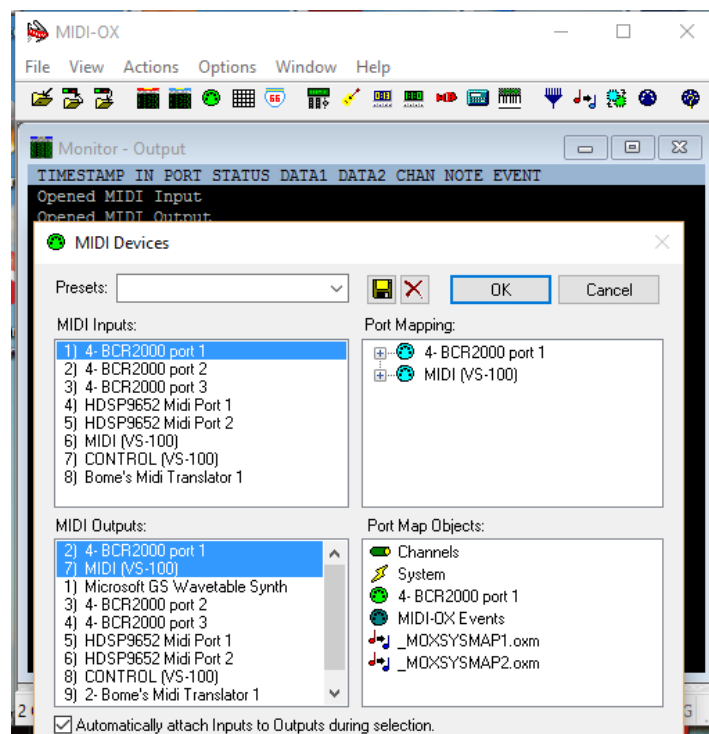 MIDI-OX
File View Actions Options Window Help
66
Monitor - Output
TIMESTAMP IN PORT STATUS DATA1 DATA2 CHAN NOTE EVENT
Opened MIDI Input
Opened MIDI Output
MIDI Devices
Presets:
OK
Cancel
MIDI Inputs:
1) 4- BCR2000 port 1
2) 4- BCR2000 port 2
3) 4- BCR2000 port 3
4) HDSP9652 Midi Port 1
5) HDSP9652 Midi Port 2
6) MIDI (VS-100)
7) CONTROL (VS-100)
8) Bome's Midi Translator 1
Port Mapping:
4- BCR2000 port 1
MIDI (VS-100)
MIDI Outputs:
2) 4- BCR2000 port 1
7) MIDI (VS-100)
1) Microsoft GS Wavetable Synth
3) 4- BCR2000 port 2
4) 4- BCR2000 port 3
5) HDSP9652 Midi Port 1
6) HDSP9652 Midi Port 2
8) CONTROL (VS-100)
9) 2- Bome's Midi Translator 1
Port Map Objects:
Channels
System
4- BCR2000 port 1
MIDI-OX Events
_MOXSYSMAP1.oxm
_MOXSYSMAP2.oxm
2
G
Automatically attach Inputs to Outputs during selection.